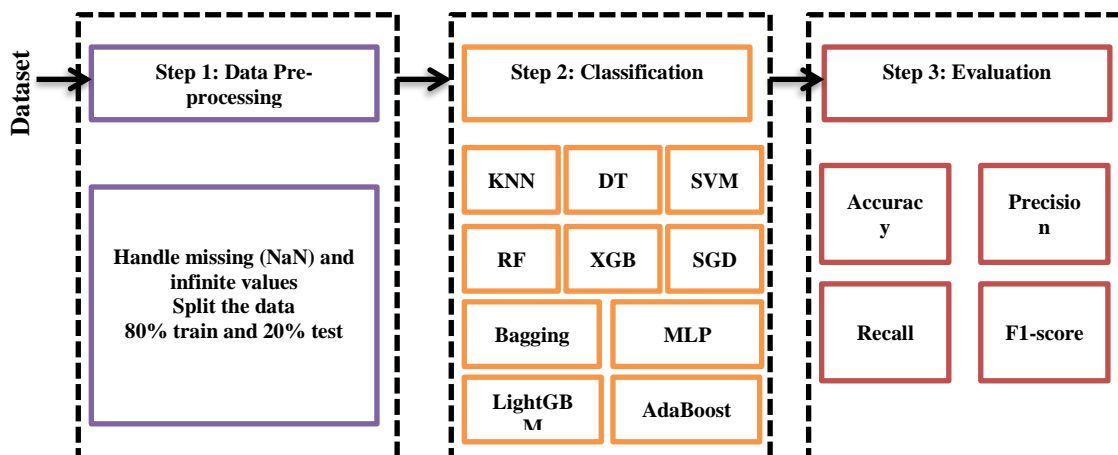 Dataset
Step 1: Data Pre-
processing
Handle missing (NaN) and
infinite values
Split the data
80% train and 20% test
Step 2: Classification
KNN
DT
SVM
RF
XGB
SGD
Bagging
MLP
LightGB
M
AdaBoost
Step 3: Evaluation
Accurac
y
Precisio
n
Recall
F1-score